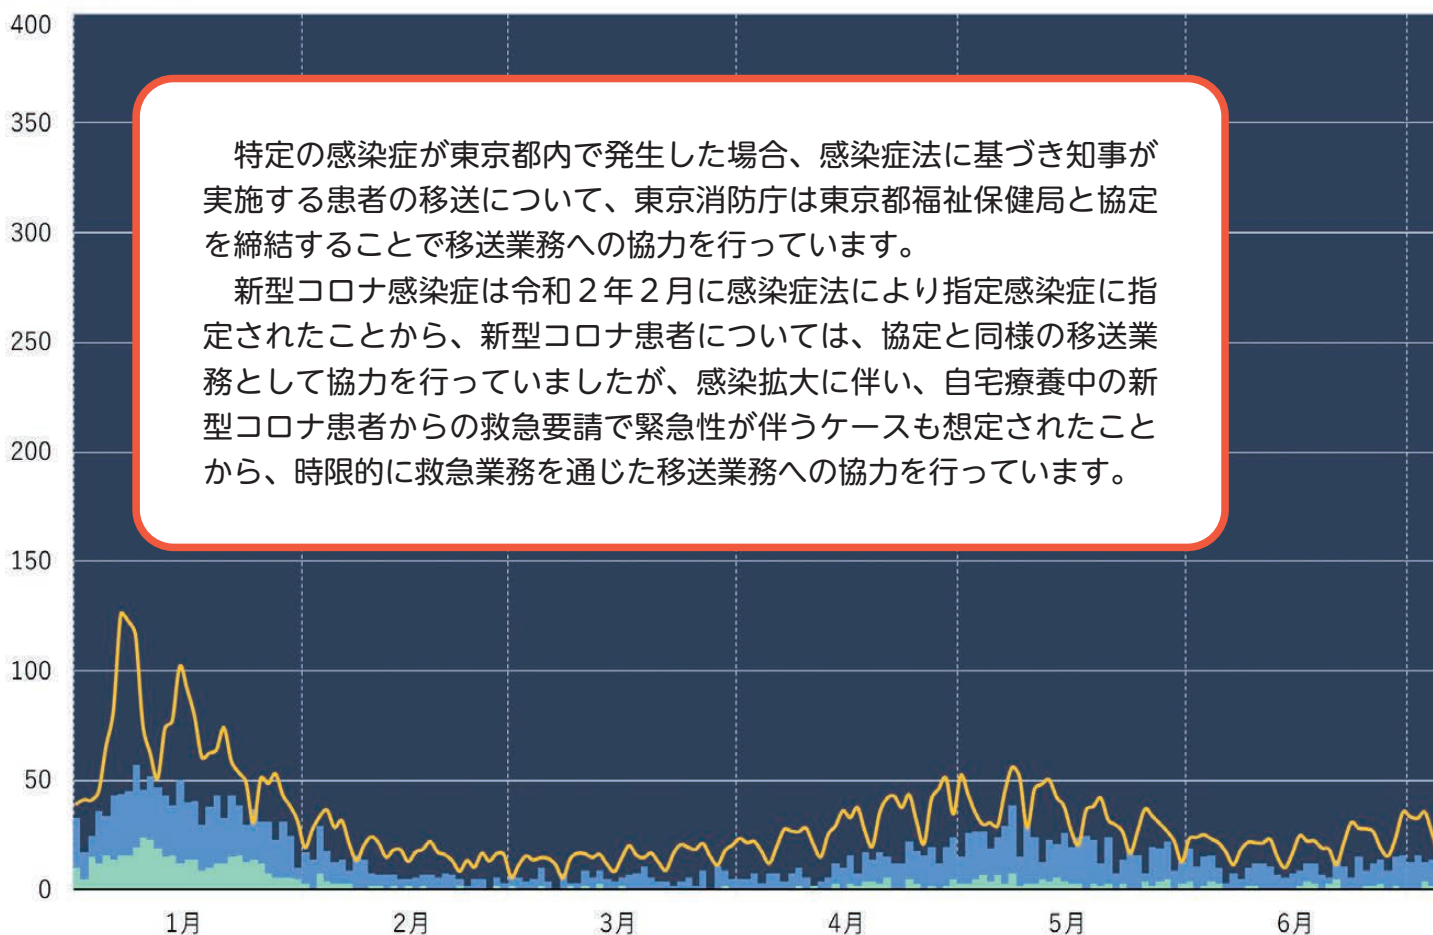 400
350
300
250
200
150
100
50
0
　特定の感染症が東京都内で発生した場合、感染症法に基づき知事が
実施する患者の移送について、東京消防庁は東京都福祉保健局と協定
を締結することで移送業務への協力を行っています。
　新型コロナ感染症は令和２年２月に感染症法により指定感染症に指
定されたことから、新型コロナ患者については、協定と同様の移送業
務として協力を行っていましたが、感染拡大に伴い、自宅療養中の新
型コロナ患者からの救急要請で緊急性が伴うケースも想定されたこと
から、時限的に救急業務を通じた移送業務への協力を行っています。
1月 2月 3月 4月 5月 6月